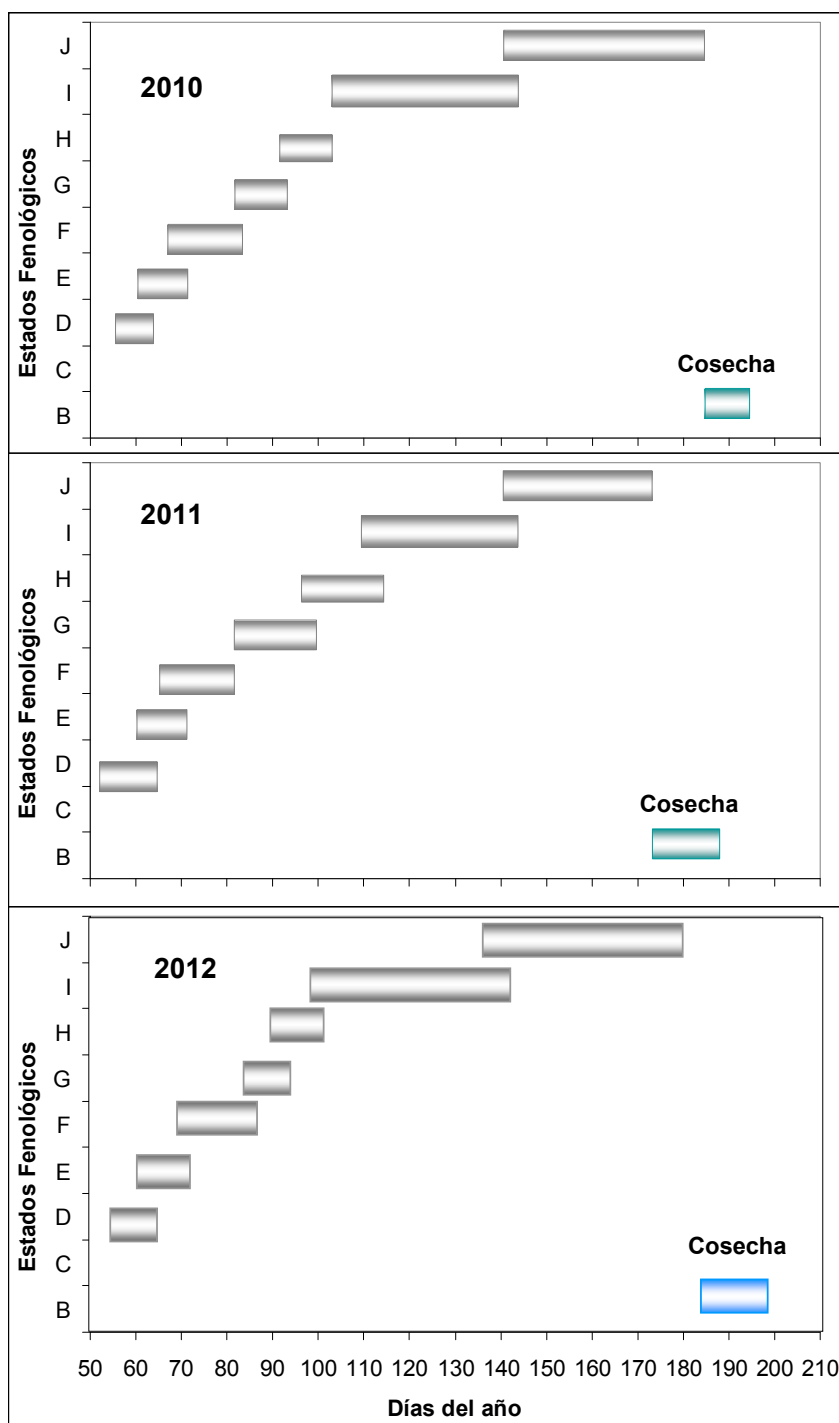 Estados Fenológicos
J
I
H
G
F
E
D
C
B
2010
Cosecha
Estados Fenológicos
J
I
H
G
F
E
D
C
B
2011
Cosecha
Estados Fenológicos
J
I
H
G
F
E
D
C
B
2012
Cosecha
50 60 70 80 90 100 110 120 130 140 150 160 170 180 190 200 210
Días del año